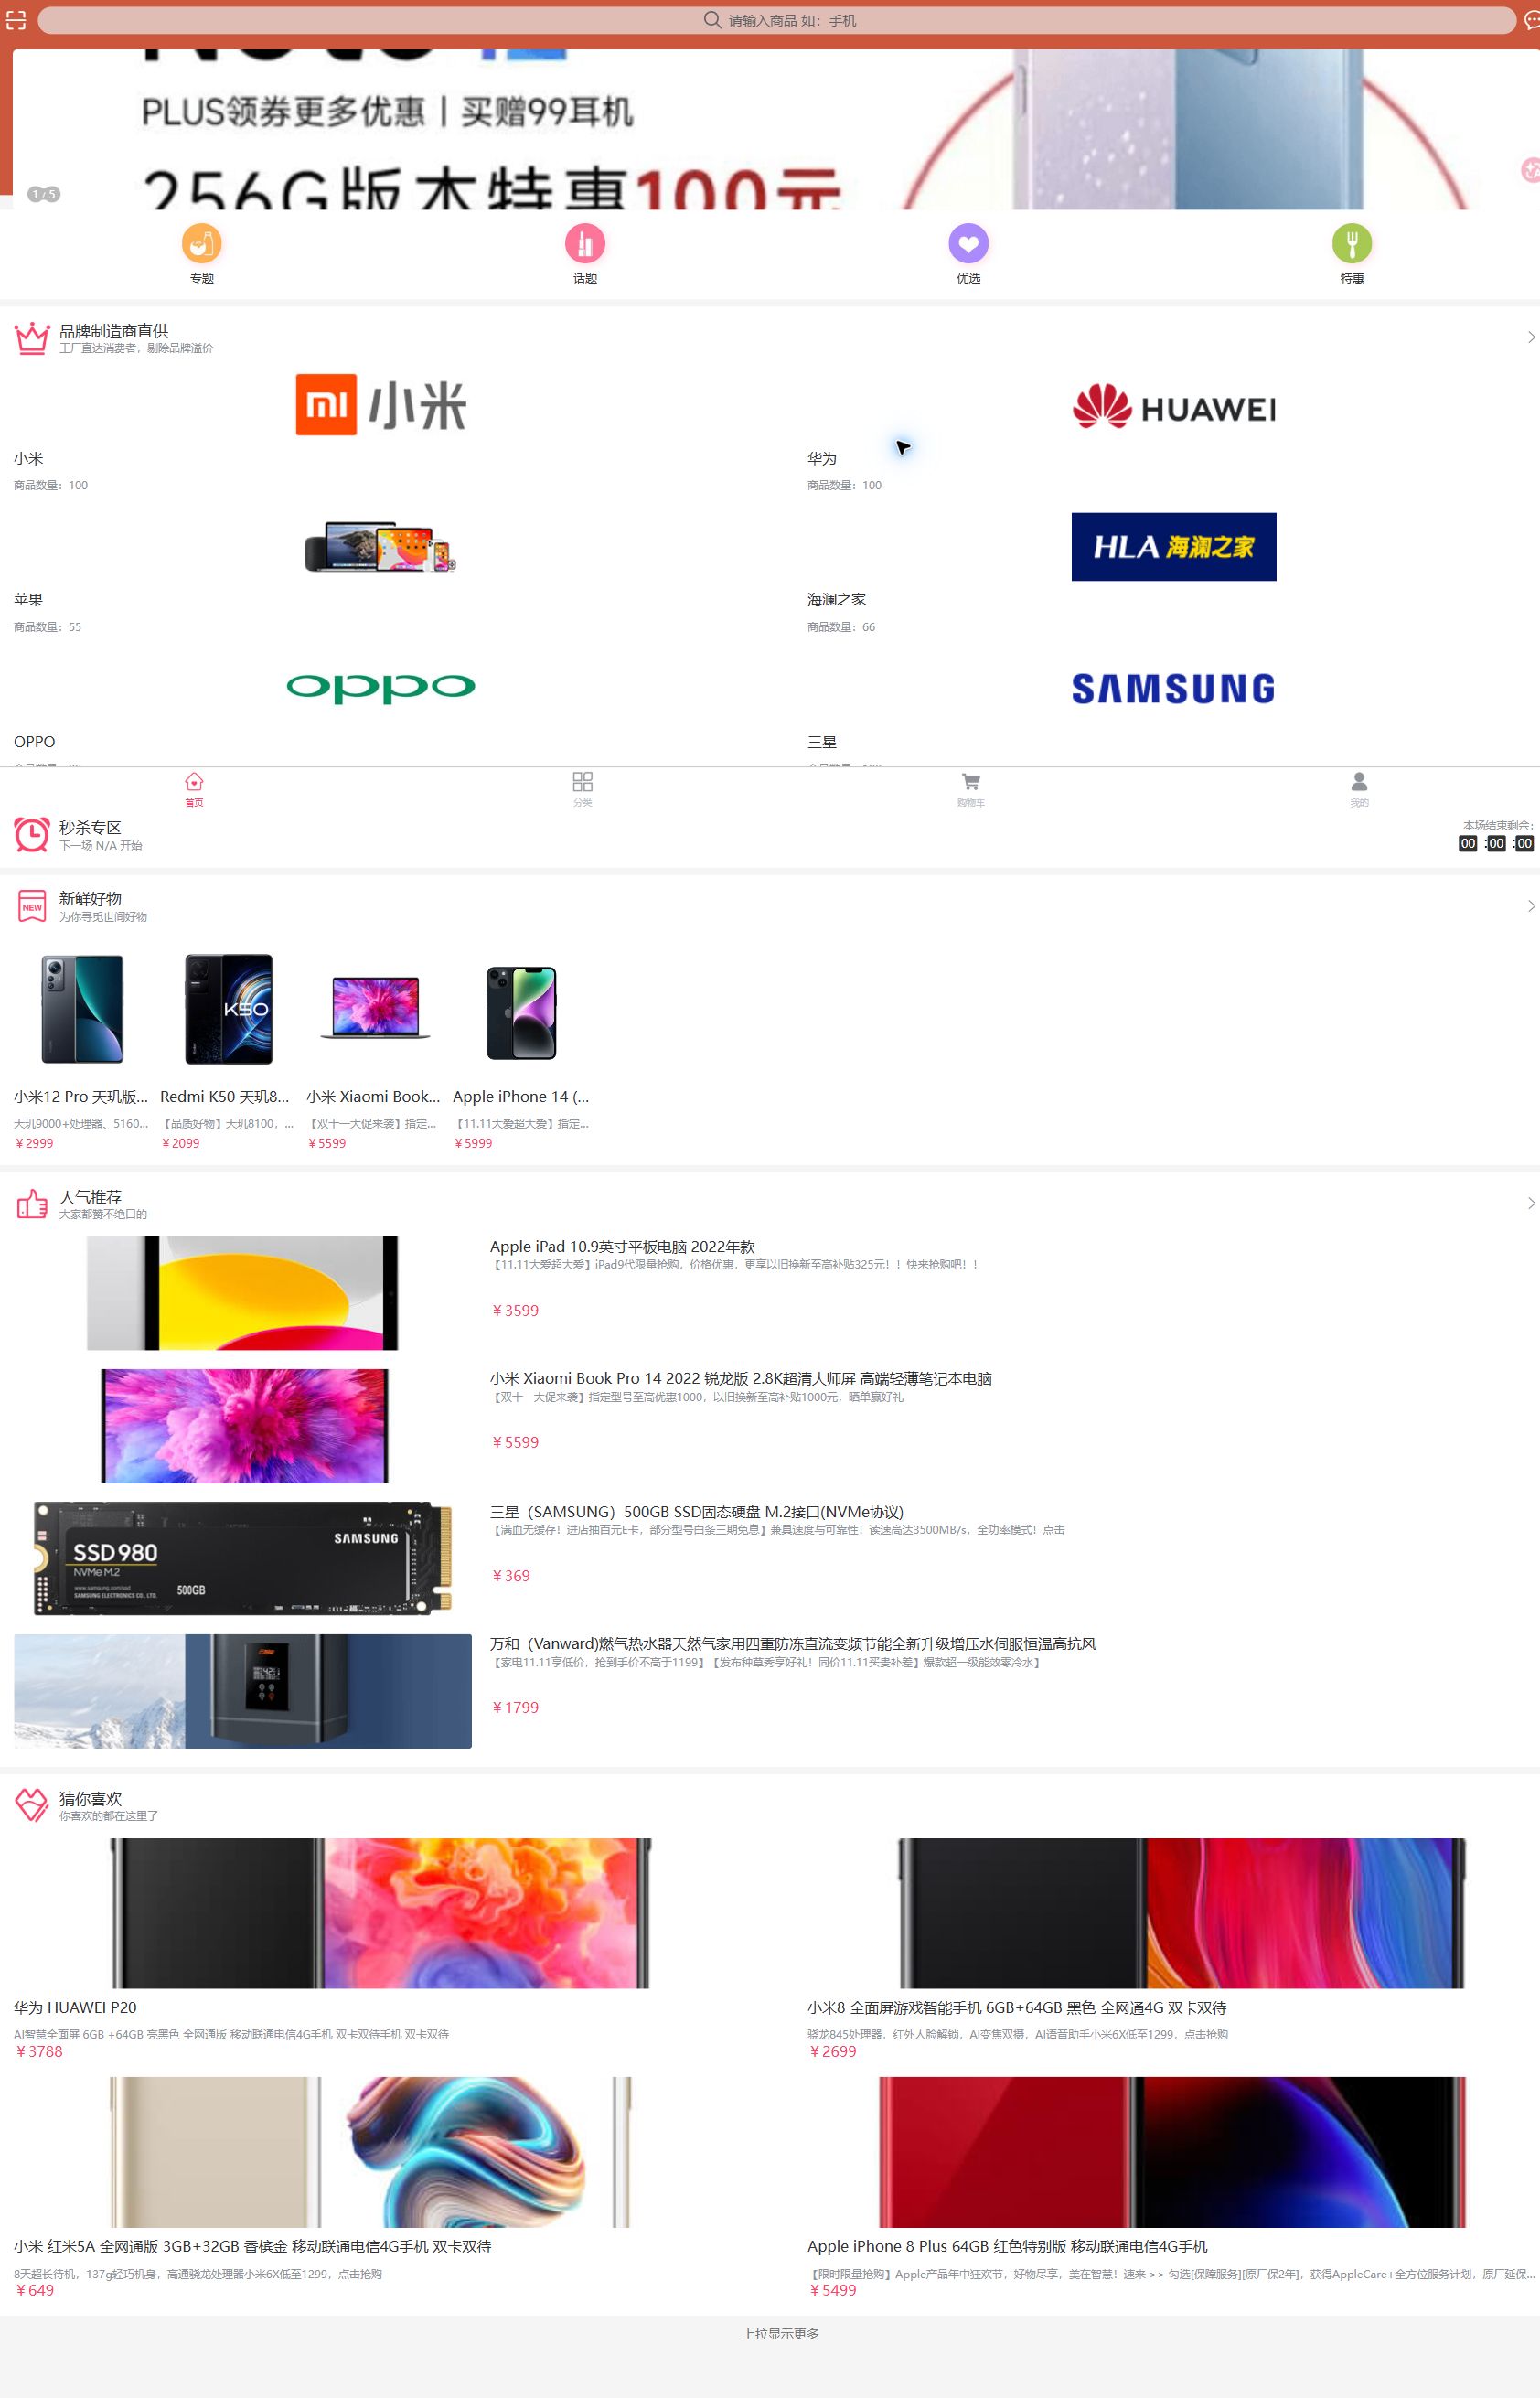 请输入商品 如：手机
PLUS领券更多优惠丨买赠99耳机
256G版本特惠100元
1 / 5
专题
话题
优选
特惠
品牌制造商直供
工厂直达消费者，剔除品牌溢价
小米
HUAWEI
小米
华为
商品数量：100
商品数量：100
HLA 海澜之家
苹果
海澜之家
商品数量：55
商品数量：66
oppo
SAMSUNG
OPPO
三星
首页
分类
购物车
我的
秒杀专区
下一场 N/A 开始
本场结束剩余：
00 :00 :00
新鲜好物
为你寻觅世间好物
NEW
K50
小米12 Pro 天玑版...
Redmi K50 天玑8...
小米 Xiaomi Book...
Apple iPhone 14 (...
天玑9000+处理器、5160...
【品质好物】天玑8100，...
【双十一大促来袭】指定...
【11.11大爱超大爱】指定...
￥2999
￥2099
￥5599
￥5999
人气推荐
大家都赞不绝口的
Apple iPad 10.9英寸平板电脑 2022年款
【11.11大爱超大爱】iPad9代限量抢购，价格优惠，更享以旧换新至高补贴325元！！快来抢购吧！！
￥3599
小米 Xiaomi Book Pro 14 2022 锐龙版 2.8K超清大师屏 高端轻薄笔记本电脑
【双十一大促来袭】指定型号至高优惠1000，以旧换新至高补贴1000元，晒单赢好礼
￥5599
SAMSUNG
SSD 980
NVMe M.2
www.samsung.com/ssd
SAMSUNG ELECTRONICS CO., LTD.
500GB
三星（SAMSUNG）500GB SSD固态硬盘 M.2接口(NVMe协议)
【满血无缓存！进店抽百元E卡，部分型号白条三期免息】兼具速度与可靠性！读速高达3500MB/s，全功率模式！点击
￥369
万和（Vanward)燃气热水器天然气家用四重防冻直流变频节能全新升级增压水伺服恒温高抗风
【家电11.11享低价，抢到手价不高于1199】【发布种草秀享好礼！同价11.11买贵补差】爆款超一级能效零冷水】
￥1799
猜你喜欢
你喜欢的都在这里了
华为 HUAWEI P20
小米8 全面屏游戏智能手机 6GB+64GB 黑色 全网通4G 双卡双待
AI智慧全面屏 6GB +64GB 亮黑色 全网通版 移动联通电信4G手机 双卡双待手机 双卡双待
骁龙845处理器，红外人脸解锁，AI变焦双摄，AI语音助手小米6X低至1299，点击抢购
￥3788
￥2699
小米 红米5A 全网通版 3GB+32GB 香槟金 移动联通电信4G手机 双卡双待
Apple iPhone 8 Plus 64GB 红色特别版 移动联通电信4G手机
8天超长待机，137g轻巧机身，高通骁龙处理器小米6X低至1299，点击抢购
【限时限量抢购】Apple产品年中狂欢节，好物尽享，美在智慧！速来 >> 勾选[保障服务][原厂保2年]，获得AppleCare+全方位服务计划，原厂延保...
￥649
￥5499
上拉显示更多